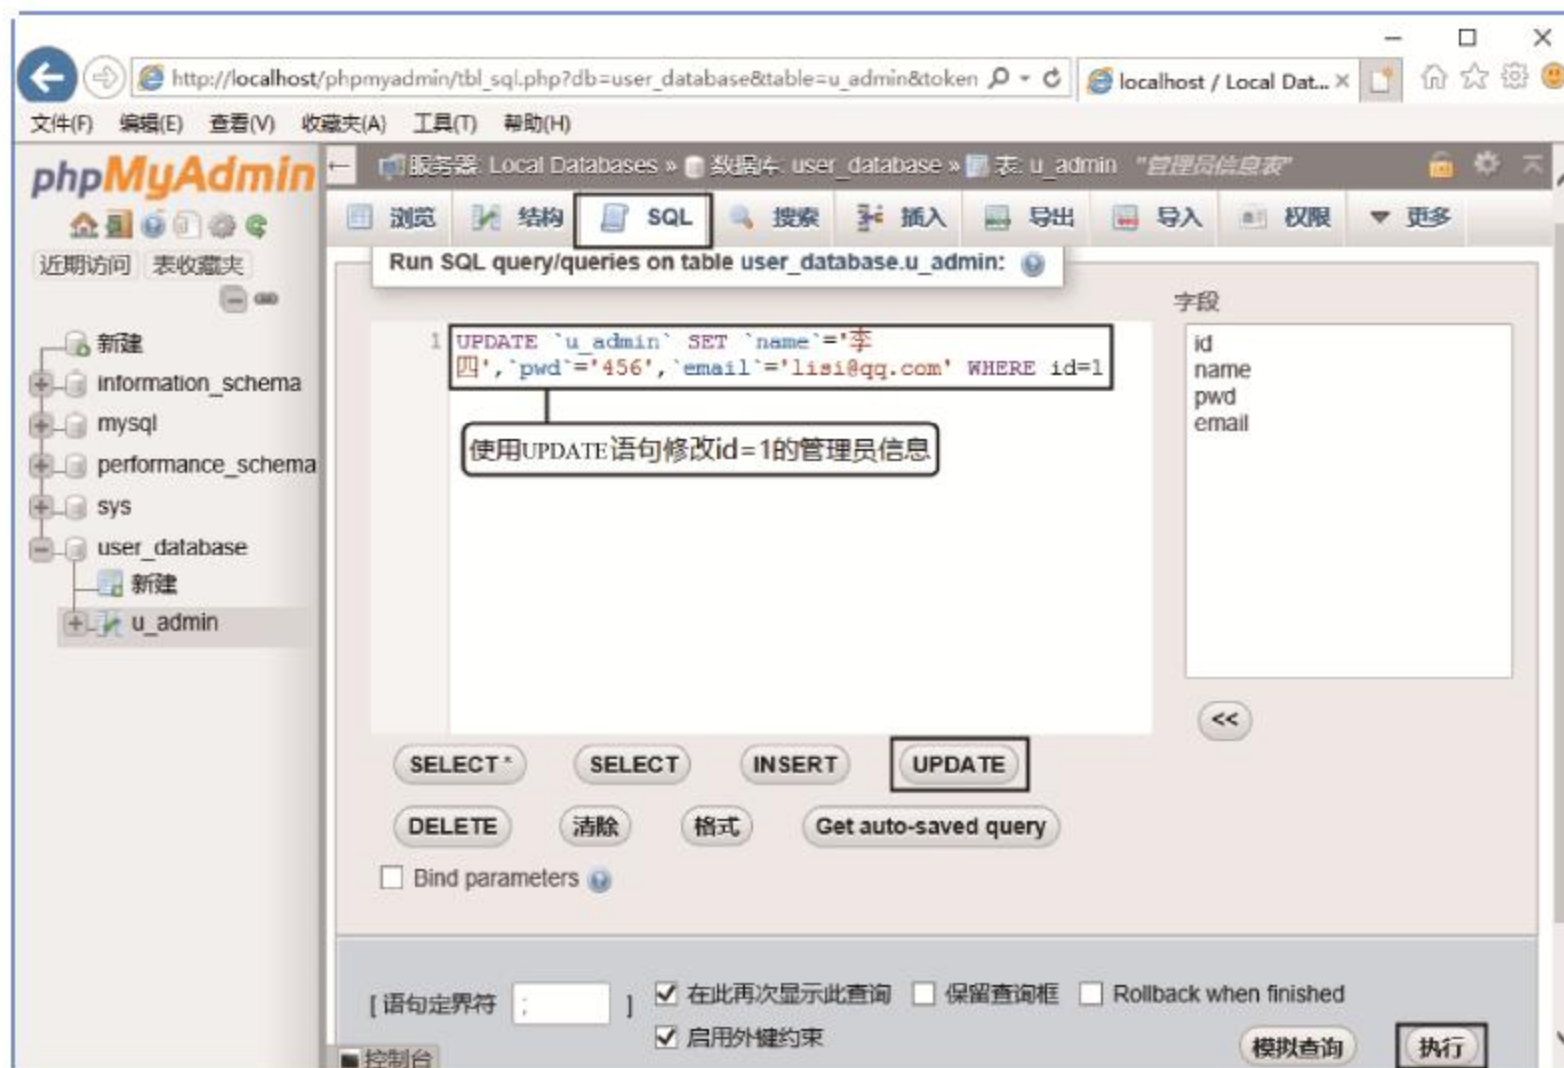 http://localhost/phpmyadmin/tbl_sql.php?db=user_database&table=u_admin&token
localhost / Local Dat...
文件(F) 编辑(E) 查看(V) 收藏夹(A) 工具(T) 帮助(H)
phpMyAdmin
近期访问 表收藏夹
新建
information_schema
mysql
performance_schema
sys
user_database
新建
u_admin
服务器: Local Databases » 数据库: user_database » 表: u_admin "管理员信息表"
浏览 结构 SQL 搜索 插入 导出 导入 权限 更多
Run SQL query/queries on table user_database.u_admin:
字段
1 UPDATE `u_admin` SET `name`='李
四',`pwd`='456',`email`='lisi@qq.com' WHERE id=1
使用UPDATE语句修改id=1的管理员信息
id
name
pwd
email
<<
SELECT * SELECT INSERT UPDATE
DELETE 清除 格式 Get auto-saved query
Bind parameters
[ 语句定界符 ; ] 在此再次显示此查询 保留查询框 Rollback when finished
启用外键约束
模拟查询 执行
控制台